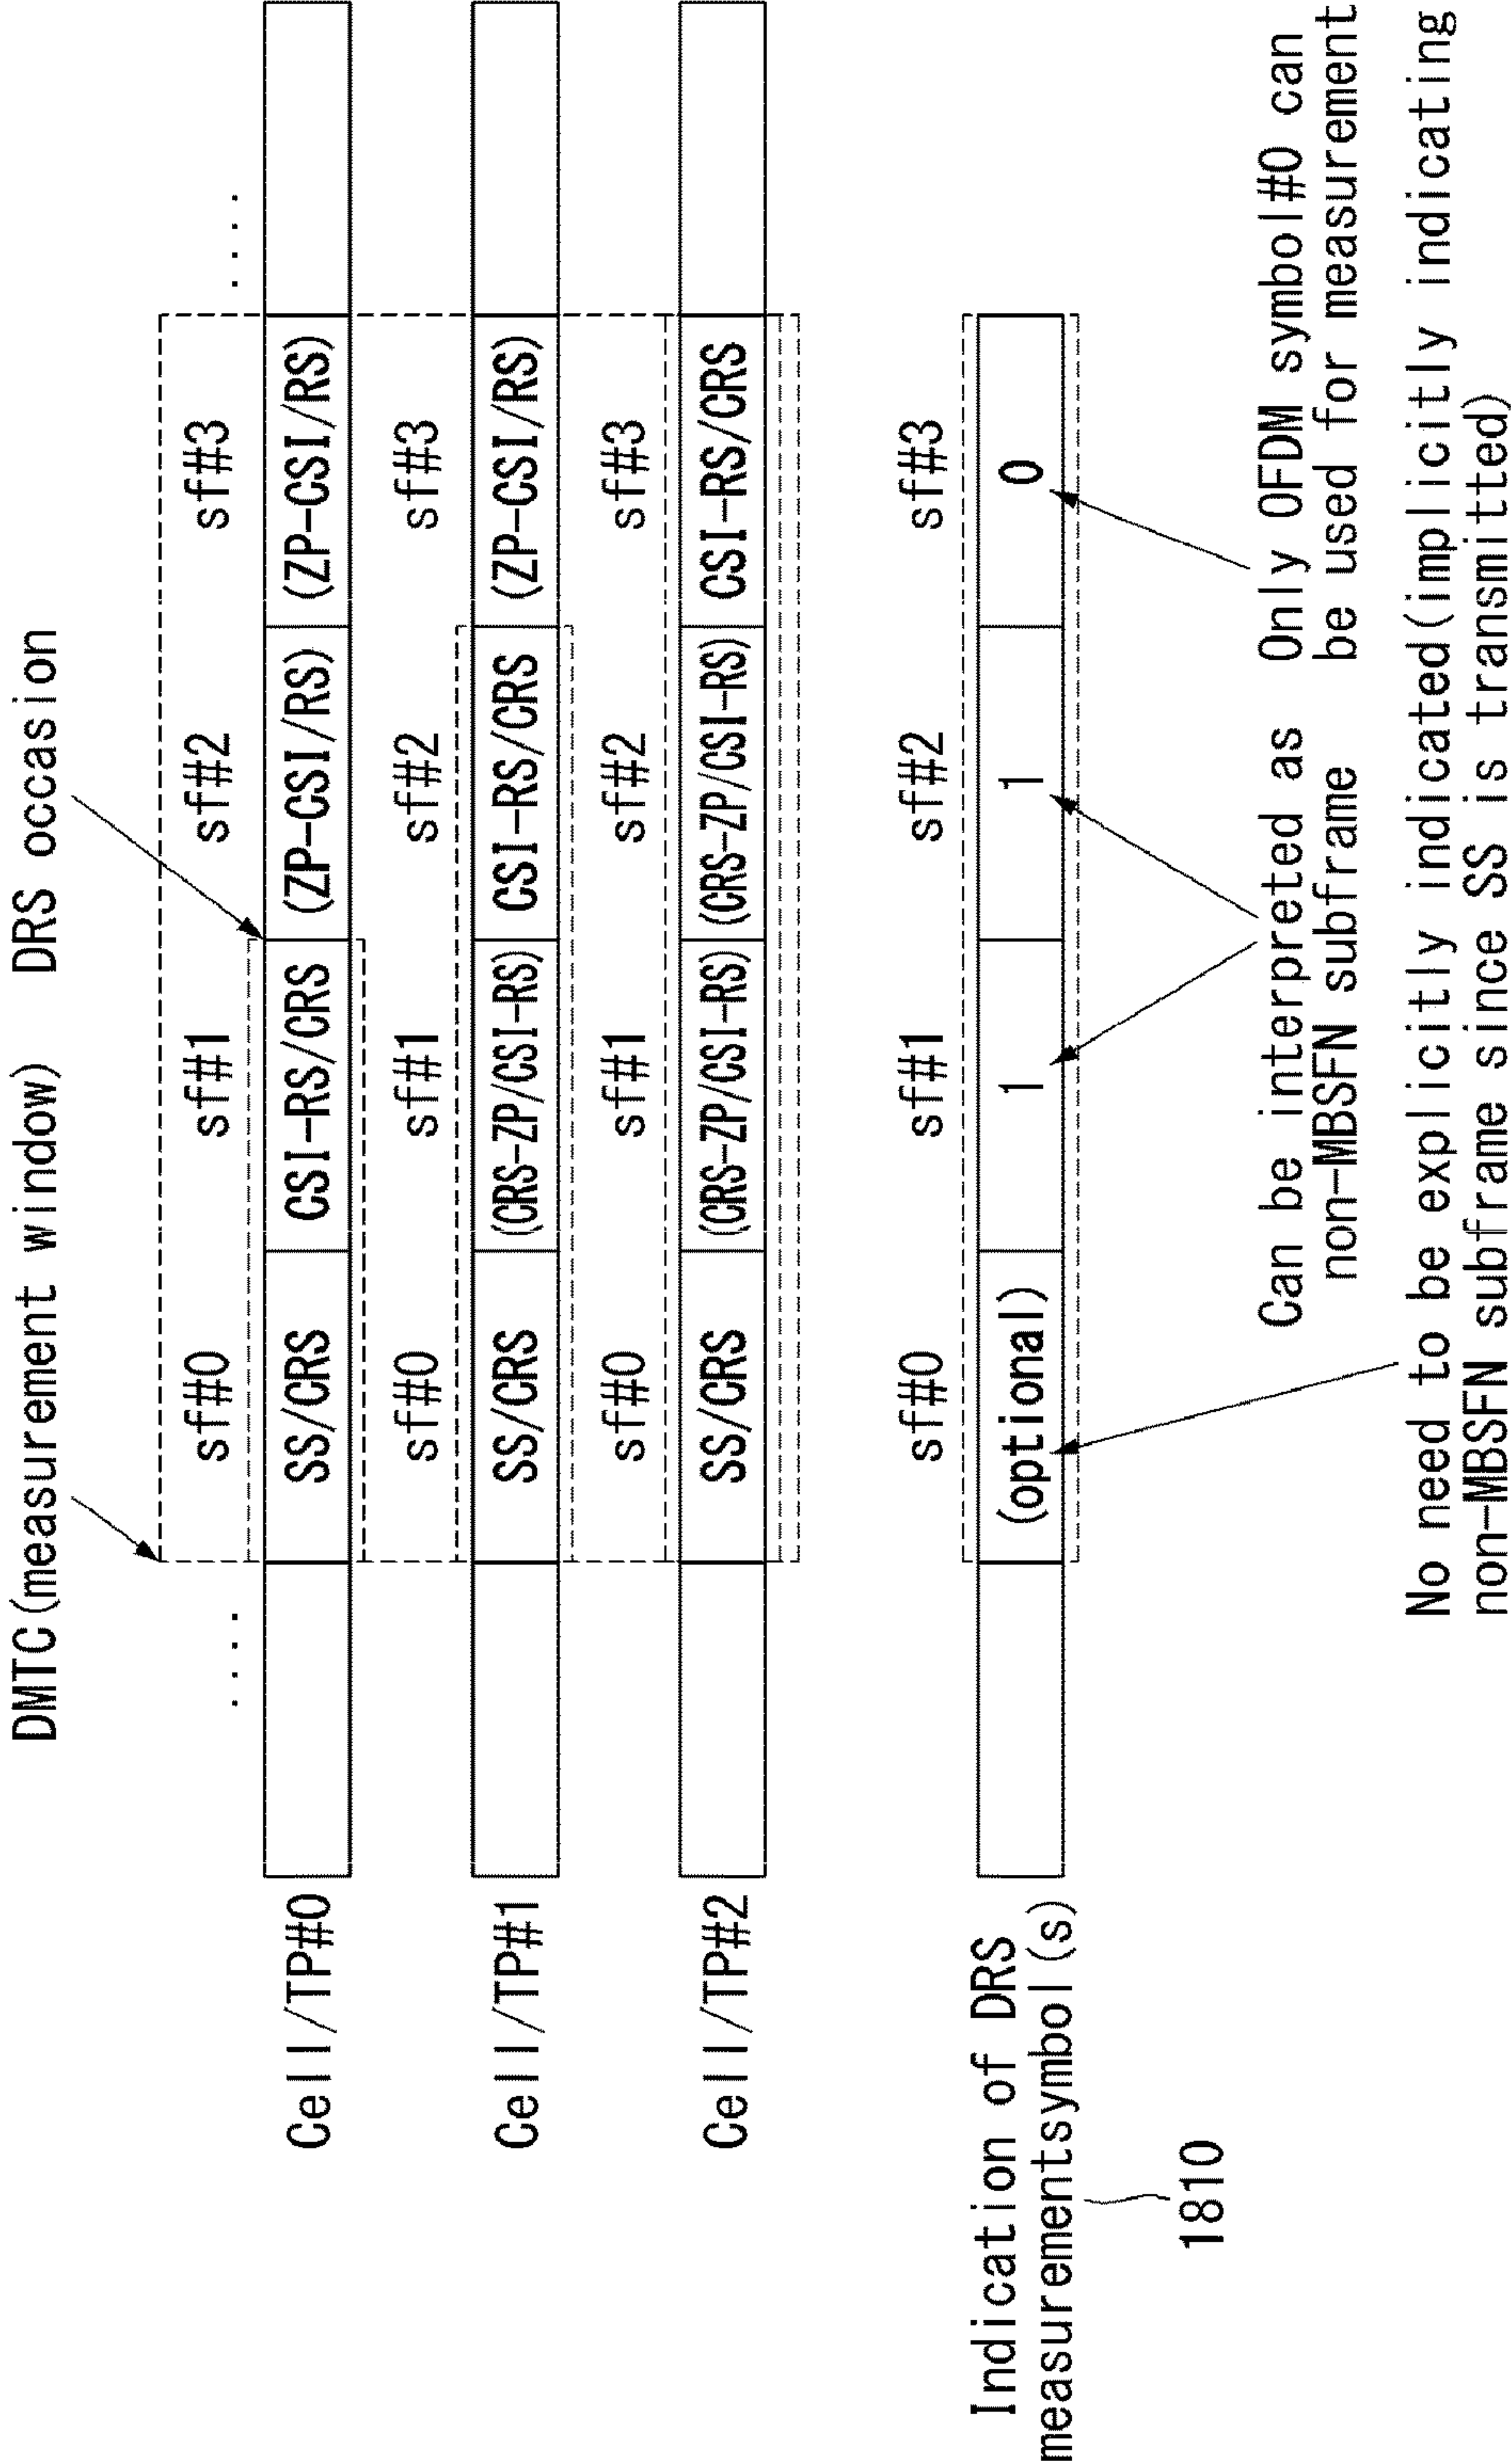 DMTC(measurement window)
DRS occasion
....
....
sf#0
sf#1
sf#2
sf#3
Cell/TP#0
SS/CRS
CSI-RS/CRS
(ZP-CSI/RS)
(ZP-CSI/RS)
sf#0
sf#1
sf#2
sf#3
Cell/TP#1
SS/CRS
(CRS-ZP/CSI-RS)
CSI-RS/CRS
(ZP-CSI/RS)
sf#0
sf#1
sf#2
sf#3
Cell/TP#2
SS/CRS
(CRS-ZP/CSI-RS)
(CRS-ZP/CSI-RS)
CSI-RS/CRS
sf#0
sf#1
sf#2
sf#3
Indication of DRS
measurementsymbol(s)
1810
(optional)
1
1
0
Can be interpreted as
non-MBSFN subframe
Only OFDM symbol#0 can
be used for measurement
No need to be explicitly indicated(implicitly indicating
non-MBSFN subframe since SS is transmitted)